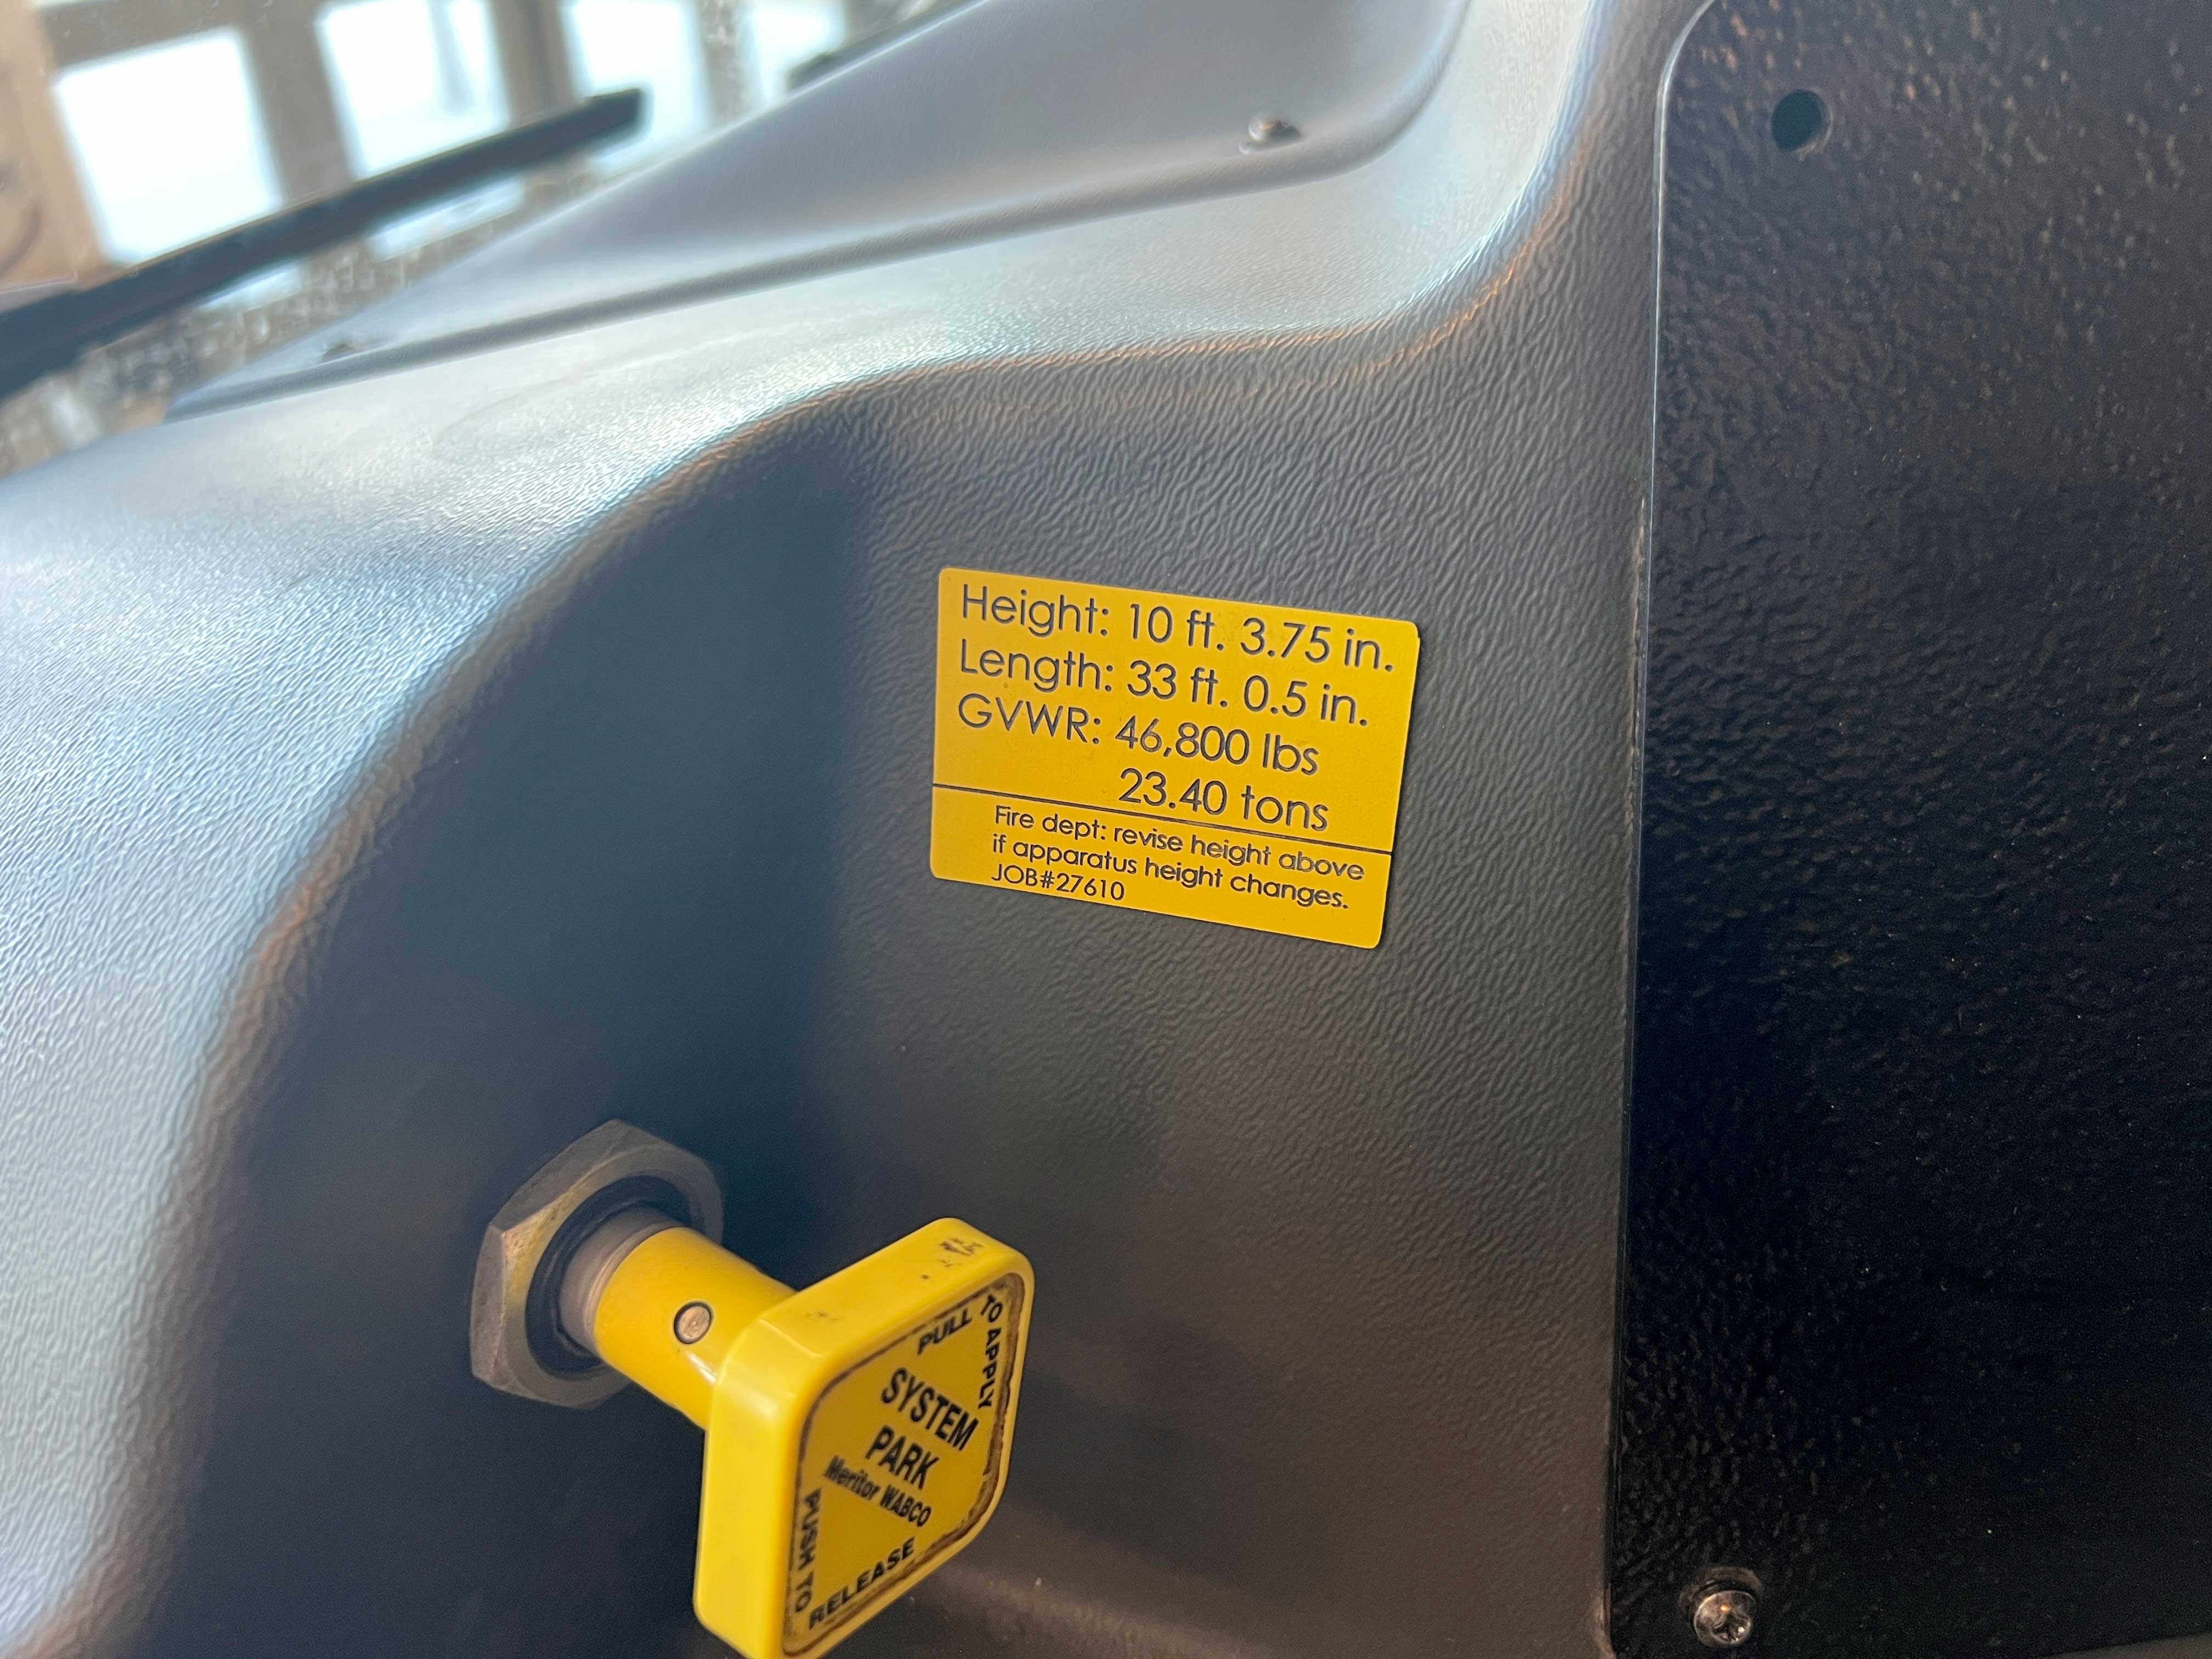 Height: 10 ft. 3.75 in.
Length: 33 ft. 0.5 in.
GVWR: 46,800 lbs
23.40 tons
Fire dept: revise height above
if apparatus height changes.
JOB#27610
PULL TO APPLY
SYSTEM
PARK
Meritor WABCO
PUSH TO
RELEASE